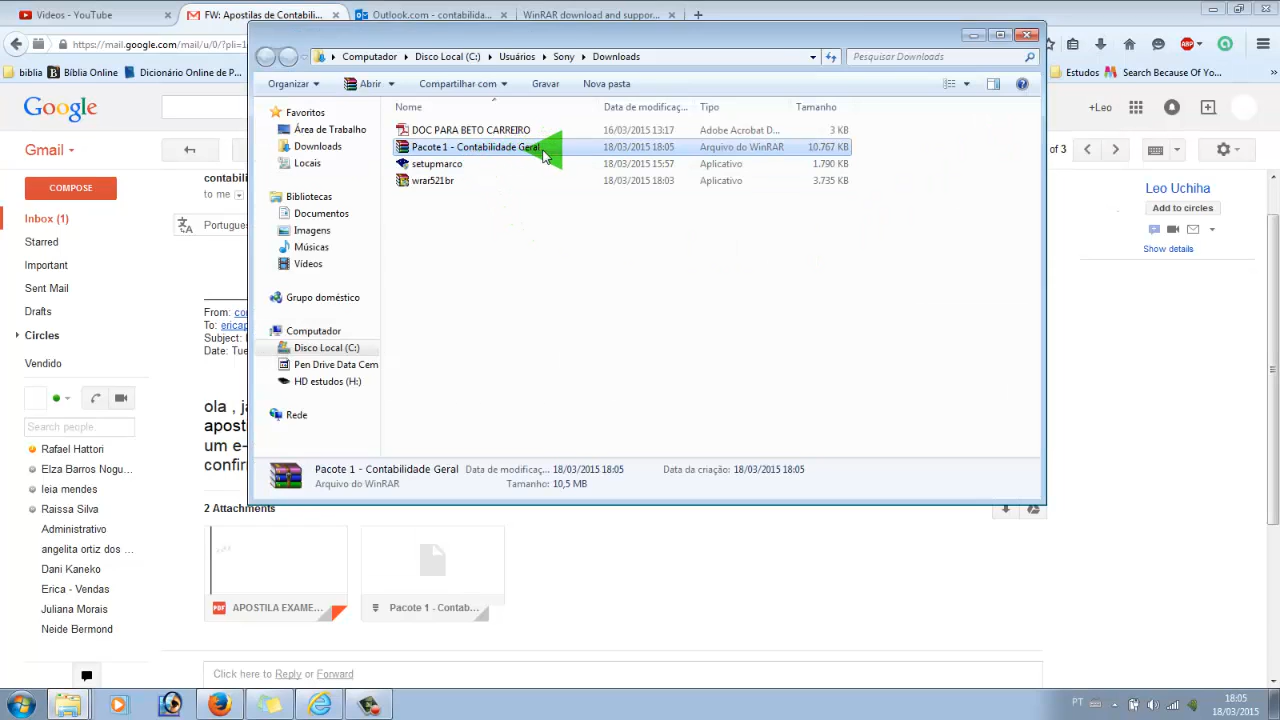 Videos - YouTube
FW: Apostilas de Contabili...
Outlook.com - contabilida...
WinRAR download and suppor...
https://mail.google.com/mail/u/0/?pli=1
ABP
biblia
Bíblia Online
Dicionário Online de P...
Estudos
Search Because Of Yo...
Computador
Disco Local (C:)
Usuários
Sony
Downloads
Pesquisar Downloads
Organizar
Abrir
Compartilhar com
Gravar
Nova pasta
Nome
Data de modificaç...
Tipo
Tamanho
DOC PARA BETO CARREIRO 16/03/2015 13:17 Adobe Acrobat D... 3 KB
Pacote 1 - Contabilidade Geral 18/03/2015 18:05 Arquivo do WinRAR 10.767 KB
setupmarco 18/03/2015 15:57 Aplicativo 1.790 KB
wrar521br 18/03/2015 18:03 Aplicativo 3.735 KB
Favoritos
Área de Trabalho
Downloads
Locais
Bibliotecas
Documentos
Imagens
Músicas
Vídeos
Grupo doméstico
Computador
Disco Local (C:)
Pen Drive Data Cem
HD estudos (H:)
Rede
Pacote 1 - Contabilidade Geral Data de modificaç... 18/03/2015 18:05 Data da criação: 18/03/2015 18:05
Arquivo do WinRAR Tamanho: 10,5 MB
Google
+Leo
Gmail
of 3
COMPOSE
Inbox (1)
Starred
Important
Sent Mail
Drafts
Circles
Vendido
Search people...
Rafael Hattori
Elza Barros Nogu...
leia mendes
Raissa Silva
Administrativo
angelita ortiz dos ...
Dani Kaneko
Erica - Vendas
Juliana Morais
Neide Bermond
contabilid
to me
Portugues
From: co
To: ericap
Subject:
Date: Tue
ola , ja
apost
um e-
confir
2 Attachments
PDF APOSTILA EXAME...
Pacote 1 - Contab...
Click here to Reply or Forward
Leo Uchiha
Add to circles
Show details
PT
18:05
18/03/2015